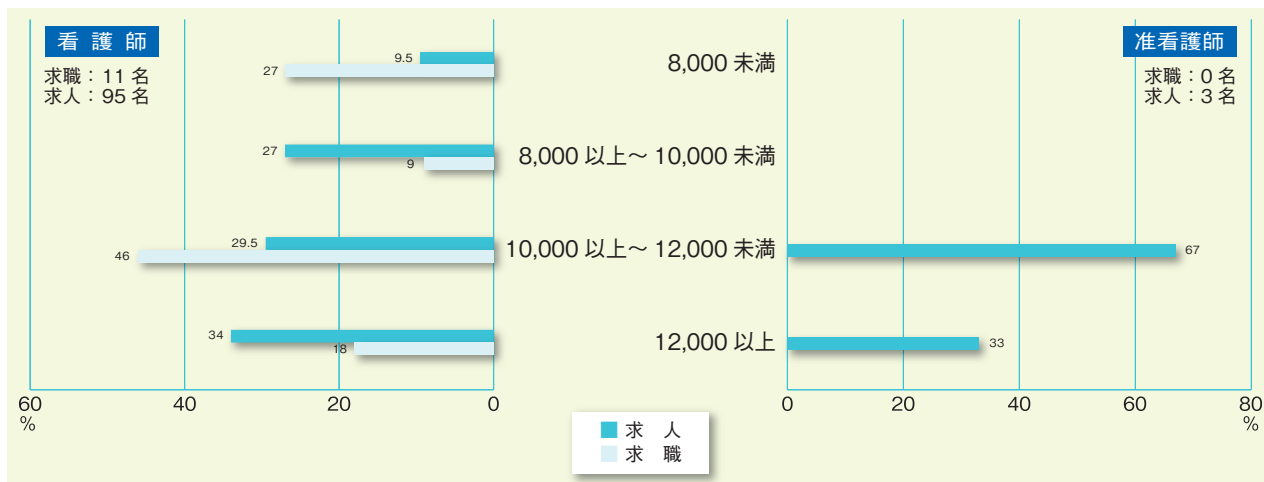 看護師
求職：11 名
求人：95 名
准看護師
求職：0 名
求人：3 名
9.5
27
8,000 未満
27
9
8,000 以上～ 10,000 未満
29.5
46
10,000 以上～ 12,000 未満
67
34
18
12,000 以上
33
60 40 20 0
%
0 20 40 60 80
%
求　人
求　職